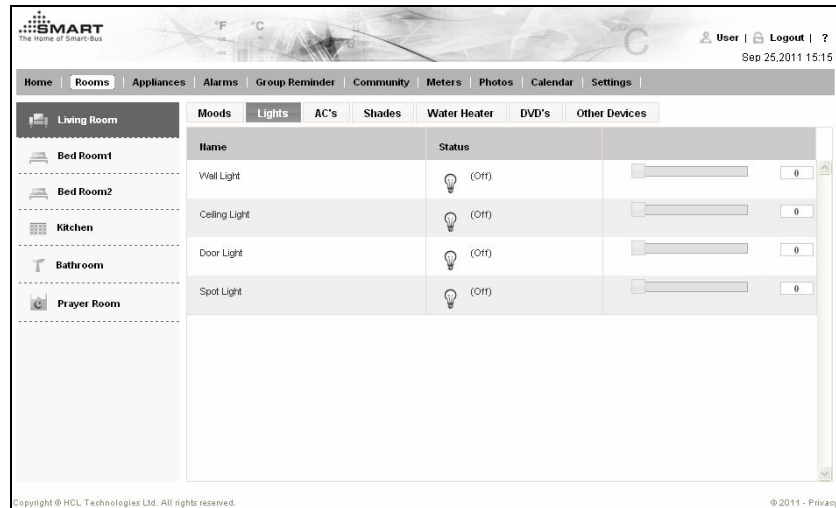 SMART
The Home of Smart-Bus
°F °C
°C
User | Logout | ?
Sep 25,2011 15:15
Home | Rooms | Appliances | Alarms | Group Reminder | Community | Meters | Photos | Calendar | Settings |
Living Room
Bed Room1
Bed Room2
Kitchen
Bathroom
Prayer Room
Moods Lights AC's Shades Water Heater DVD's Other Devices
Name Status
Wall Light (Off) 0
Ceiling Light (Off) 0
Door Light (Off) 0
Spot Light (Off) 0
Copyright © HCL Technologies Ltd. All rights reserved. © 2011 - Privac